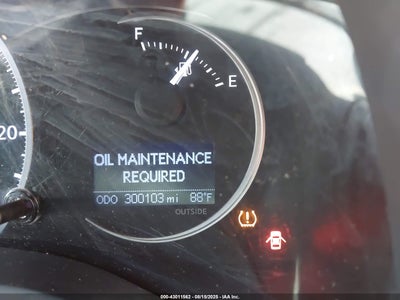 F
E
20
OIL MAINTENANCE
REQUIRED
ODO 300103 mi 88°F
OUTSIDE
000-43011562 - 08/15/2025 - IAA Inc.